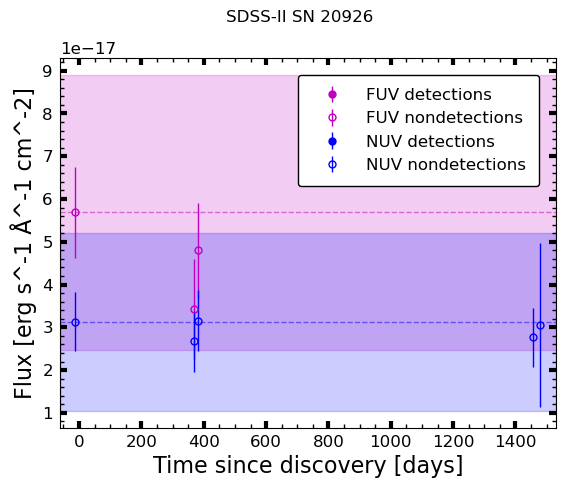 SDSS-II SN 20926
1e−17
FUV detections
FUV nondetections
NUV detections
NUV nondetections
9
8
7
6
5
4
3
2
1
Flux [erg s^-1 Å^-1 cm^-2]
0 200 400 600 800 1000 1200 1400
Time since discovery [days]